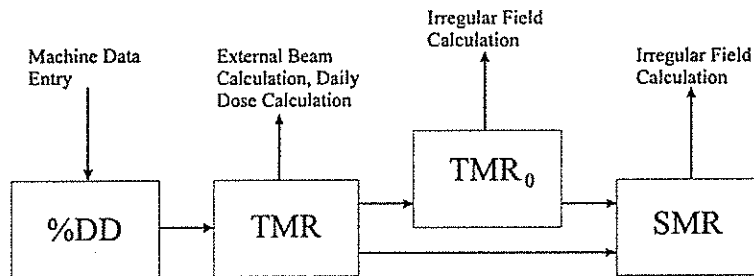 Machine Data
Entry
External Beam
Calculation, Daily
Dose Calculation
Irregular Field
Calculation
Irregular Field
Calculation
%DD
TMR
TMR₀
SMR